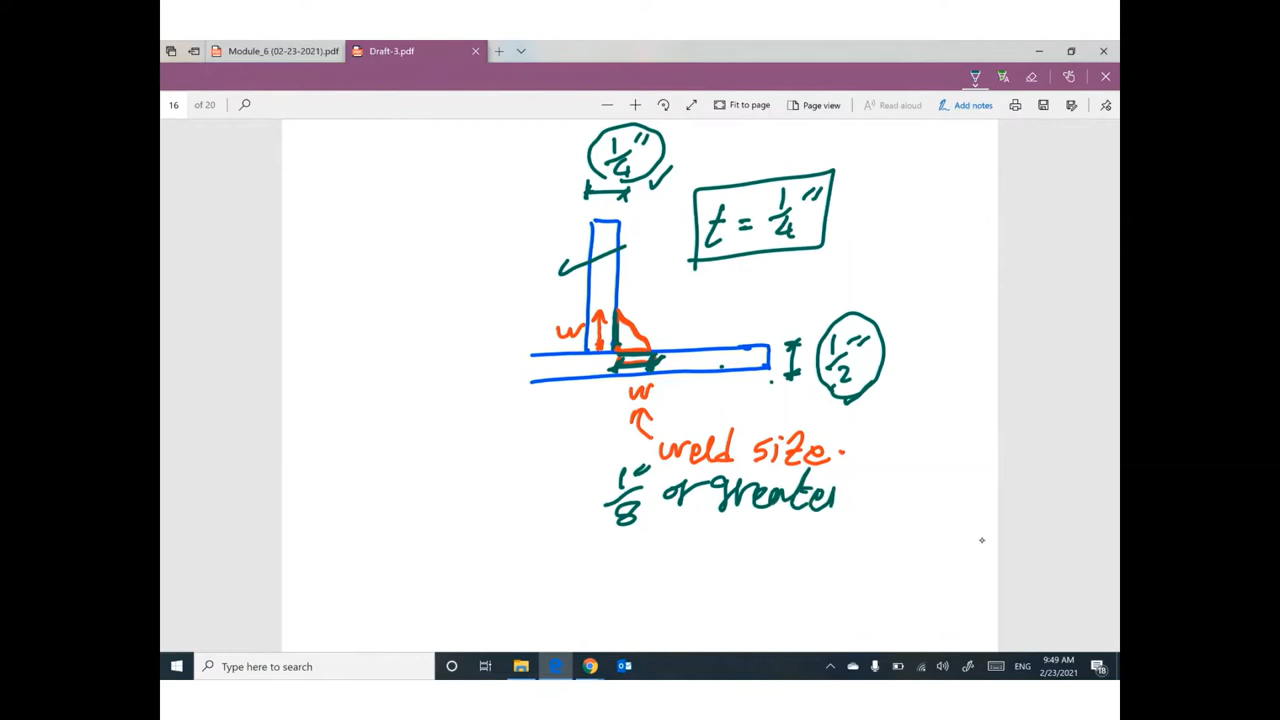 Module_6 (02-23-2021).pdf
Draft-3.pdf
16 of 20
Fit to page
Page view
Read aloud
Add notes
1/4"
t = 1/4"
w
1/2"
w
weld size.
1/8" or greater
Type here to search
ENG
9:49 AM
2/23/2021
18